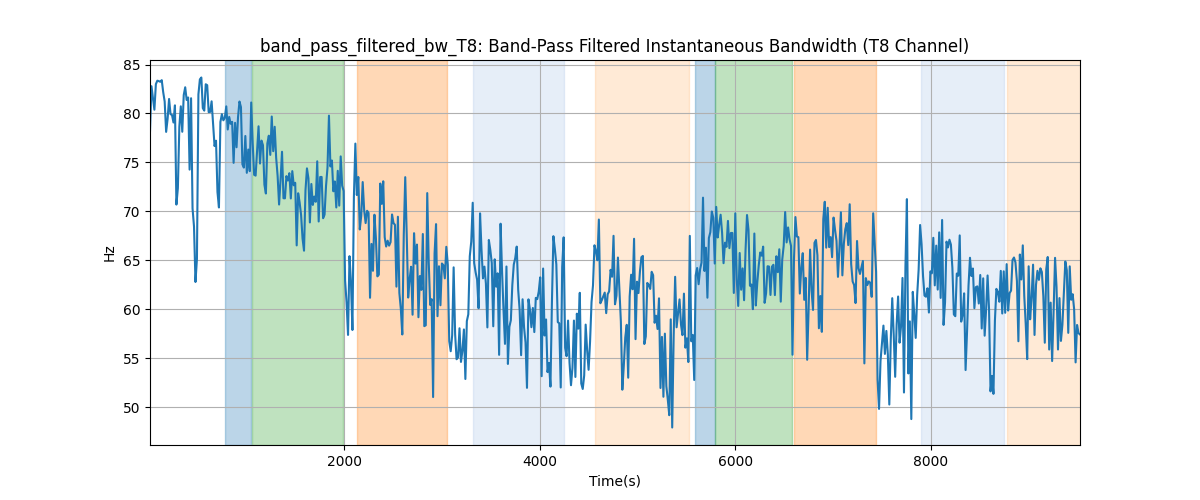 band_pass_filtered_bw_T8: Band-Pass Filtered Instantaneous Bandwidth (T8 Channel)
85
80
75
70
65
60
55
50
Hz
2000 4000 6000 8000
Time(s)